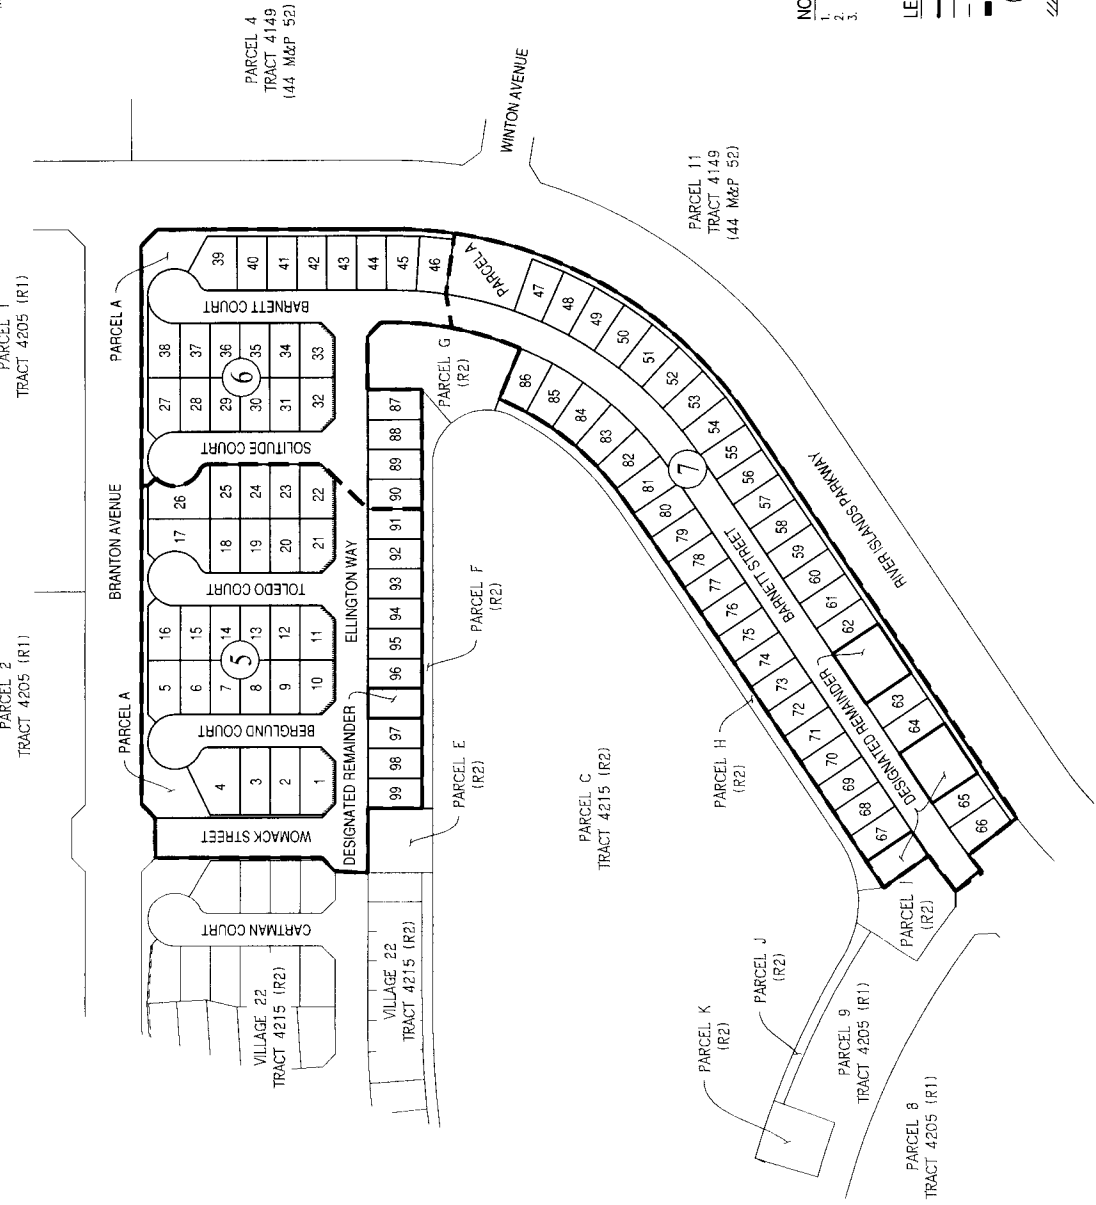 PARCEL 4
TRACT 4149
(44 M&P 52)
NO
1.
2.
3.
LE
WINTON AVENUE
PARCEL 11
TRACT 4149
(44 M&P 52)
TRACT 4205 (R1)
PARCEL A
BRANTON AVENUE
PARCEL 2
TRACT 4205 (R1)
PARCEL A
39
40
41
42
43
44
45
46
BARNETT COURT
38
37
36
35
34
33
6
27
28
29
30
31
32
SOLITUDE COURT
26
25
24
23
22
17
18
19
20
21
TOLEDO COURT
16
15
14
13
12
11
5
5
6
7
8
9
10
BERGLUND COURT
4
3
2
1
WOMACK STREET
CARTMAN COURT
VILLAGE 22
TRACT 4215 (R2)
VILLAGE 22
TRACT 4215 (R2)
ELLINGTON WAY
DESIGNATED REMAINDER
87
88
89
90
91
92
93
94
95
96
97
98
99
PARCEL G
(R2)
PARCEL F
(R2)
PARCEL E
(R2)
PARCEL C
TRACT 4215 (R2)
PARCEL A
47
48
49
50
51
52
53
54
55
56
57
58
59
60
61
62
63
64
65
66
RIVER ISLANDS PARKWAY
7
BARNETT STREET
DESIGNATED REMAINDER
86
85
84
83
82
81
80
79
78
77
76
75
74
73
72
71
70
69
68
67
PARCEL H
(R2)
PARCEL I
(R2)
PARCEL J
(R2)
PARCEL K
(R2)
PARCEL 9
TRACT 4205 (R1)
PARCEL 8
TRACT 4205 (R1)